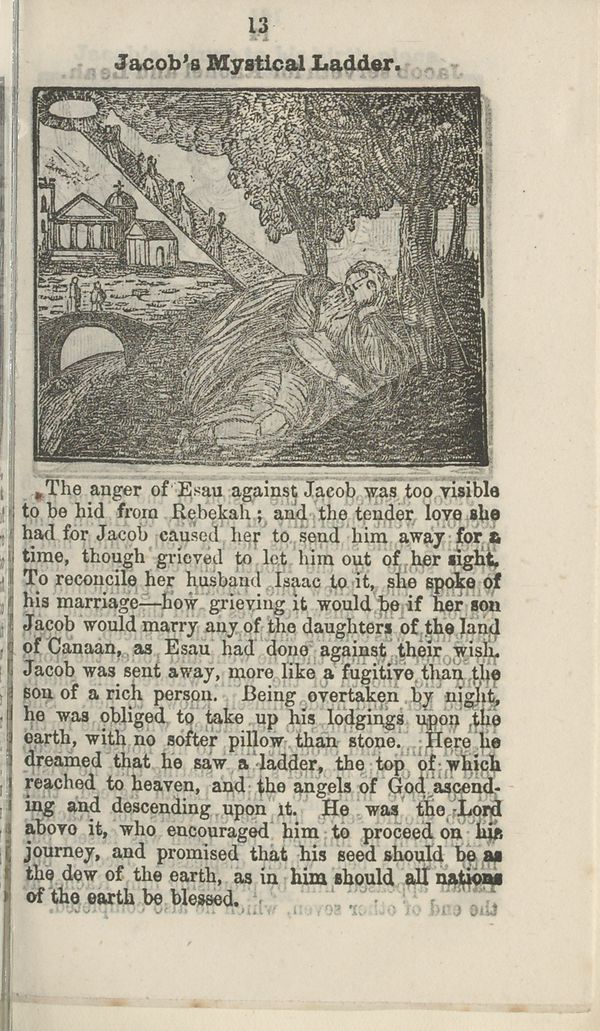 13
Jacob's Mystical Ladder.
The anger of Esau against Jacob was too visible
to be hid from Rebekah; and the tender love she
had for Jacob caused her to send him away for a
time, though grieved to let him out of her sight.
To reconcile her husband Isaac to it, she spoke of
his marriage—how grieving it would be if her son
Jacob would marry any of the daughters of the land
of Canaan, as Esau had done against their wish.
Jacob was sent away, more like a fugitive than the
son of a rich person. Being overtaken by night,
he was obliged to take up his lodgings upon the
earth, with no softer pillow than stone. Here he
dreamed that he saw a ladder, the top of which
reached to heaven, and the angels of God ascend-
ing and descending upon it. He was the Lord
above it, who encouraged him to proceed on his
journey, and promised that his seed should be as
the dew of the earth, as in him should all nations
of the earth be blessed.